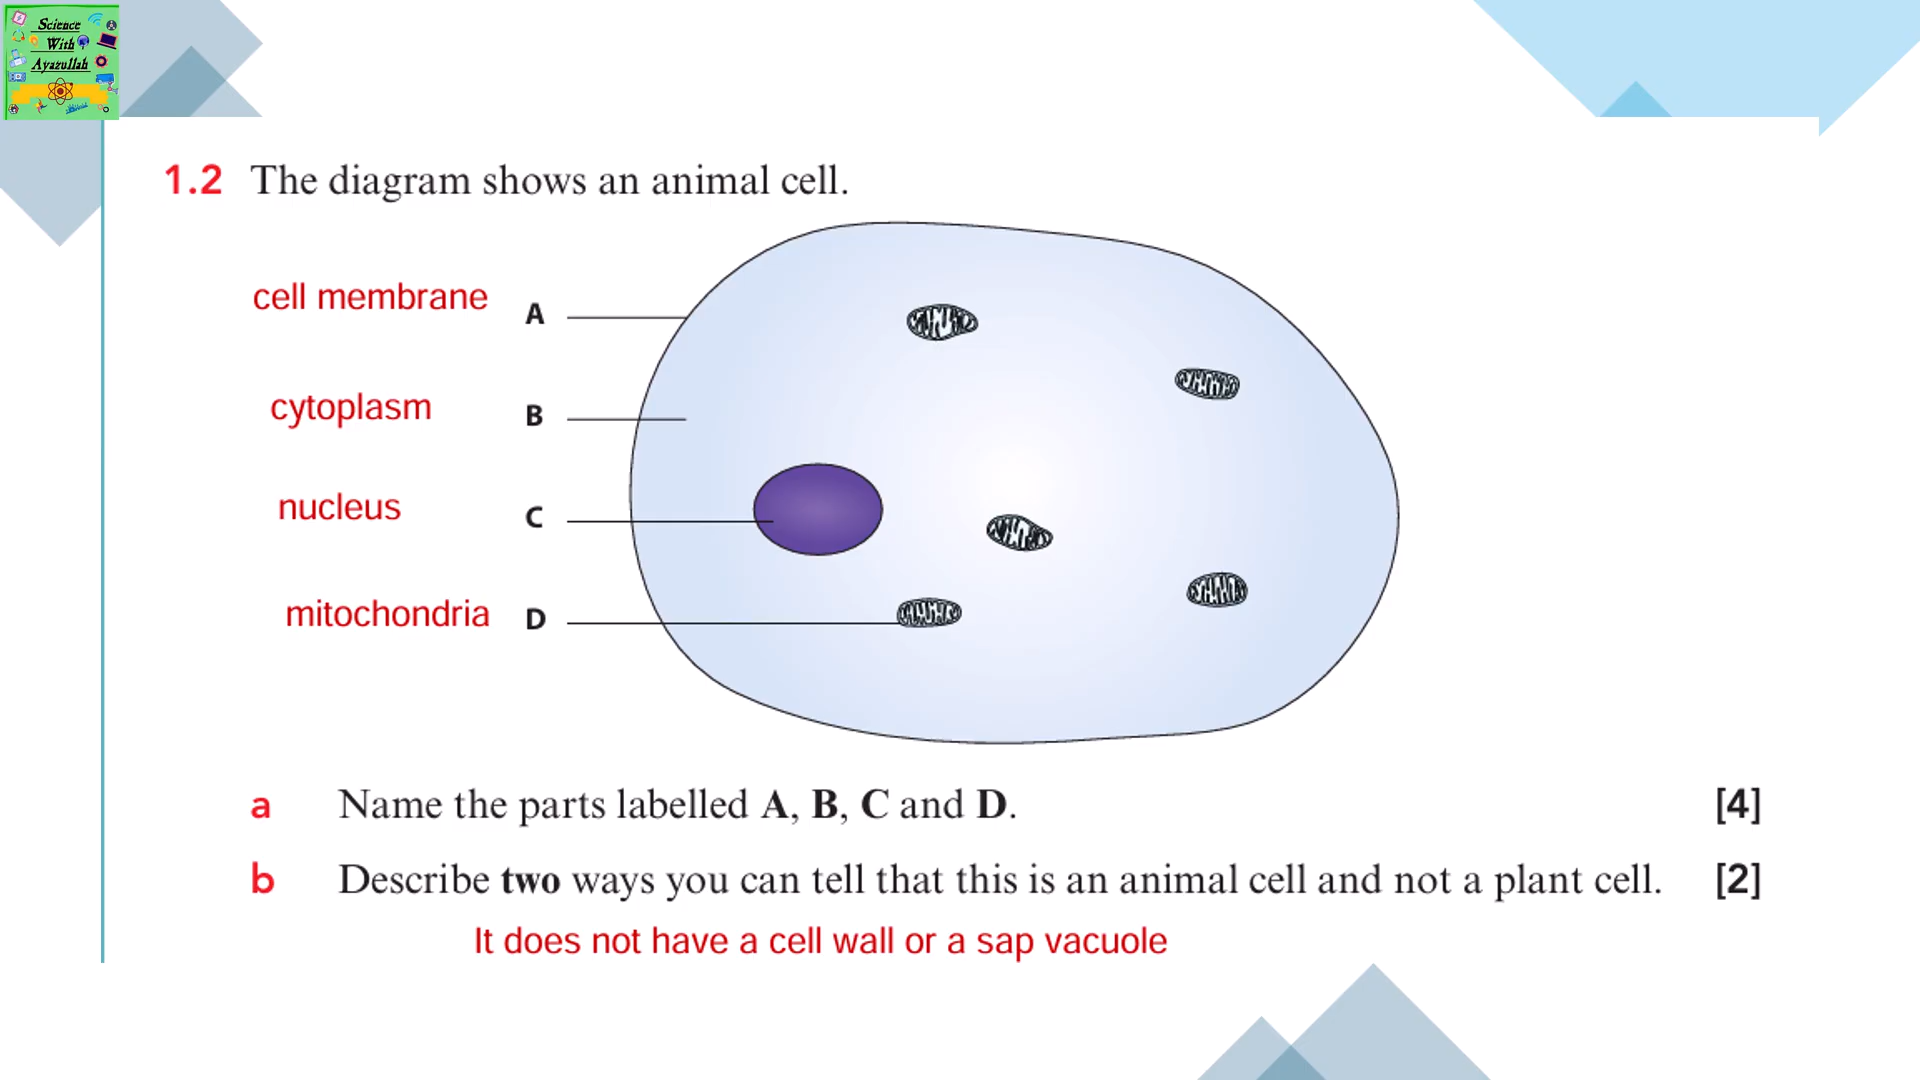 Science
With
Ayazullah
1.2 The diagram shows an animal cell.
cell membrane A
cytoplasm B
nucleus C
mitochondria D
a Name the parts labelled A, B, C and D. [4]
b Describe two ways you can tell that this is an animal cell and not a plant cell. [2]
It does not have a cell wall or a sap vacuole